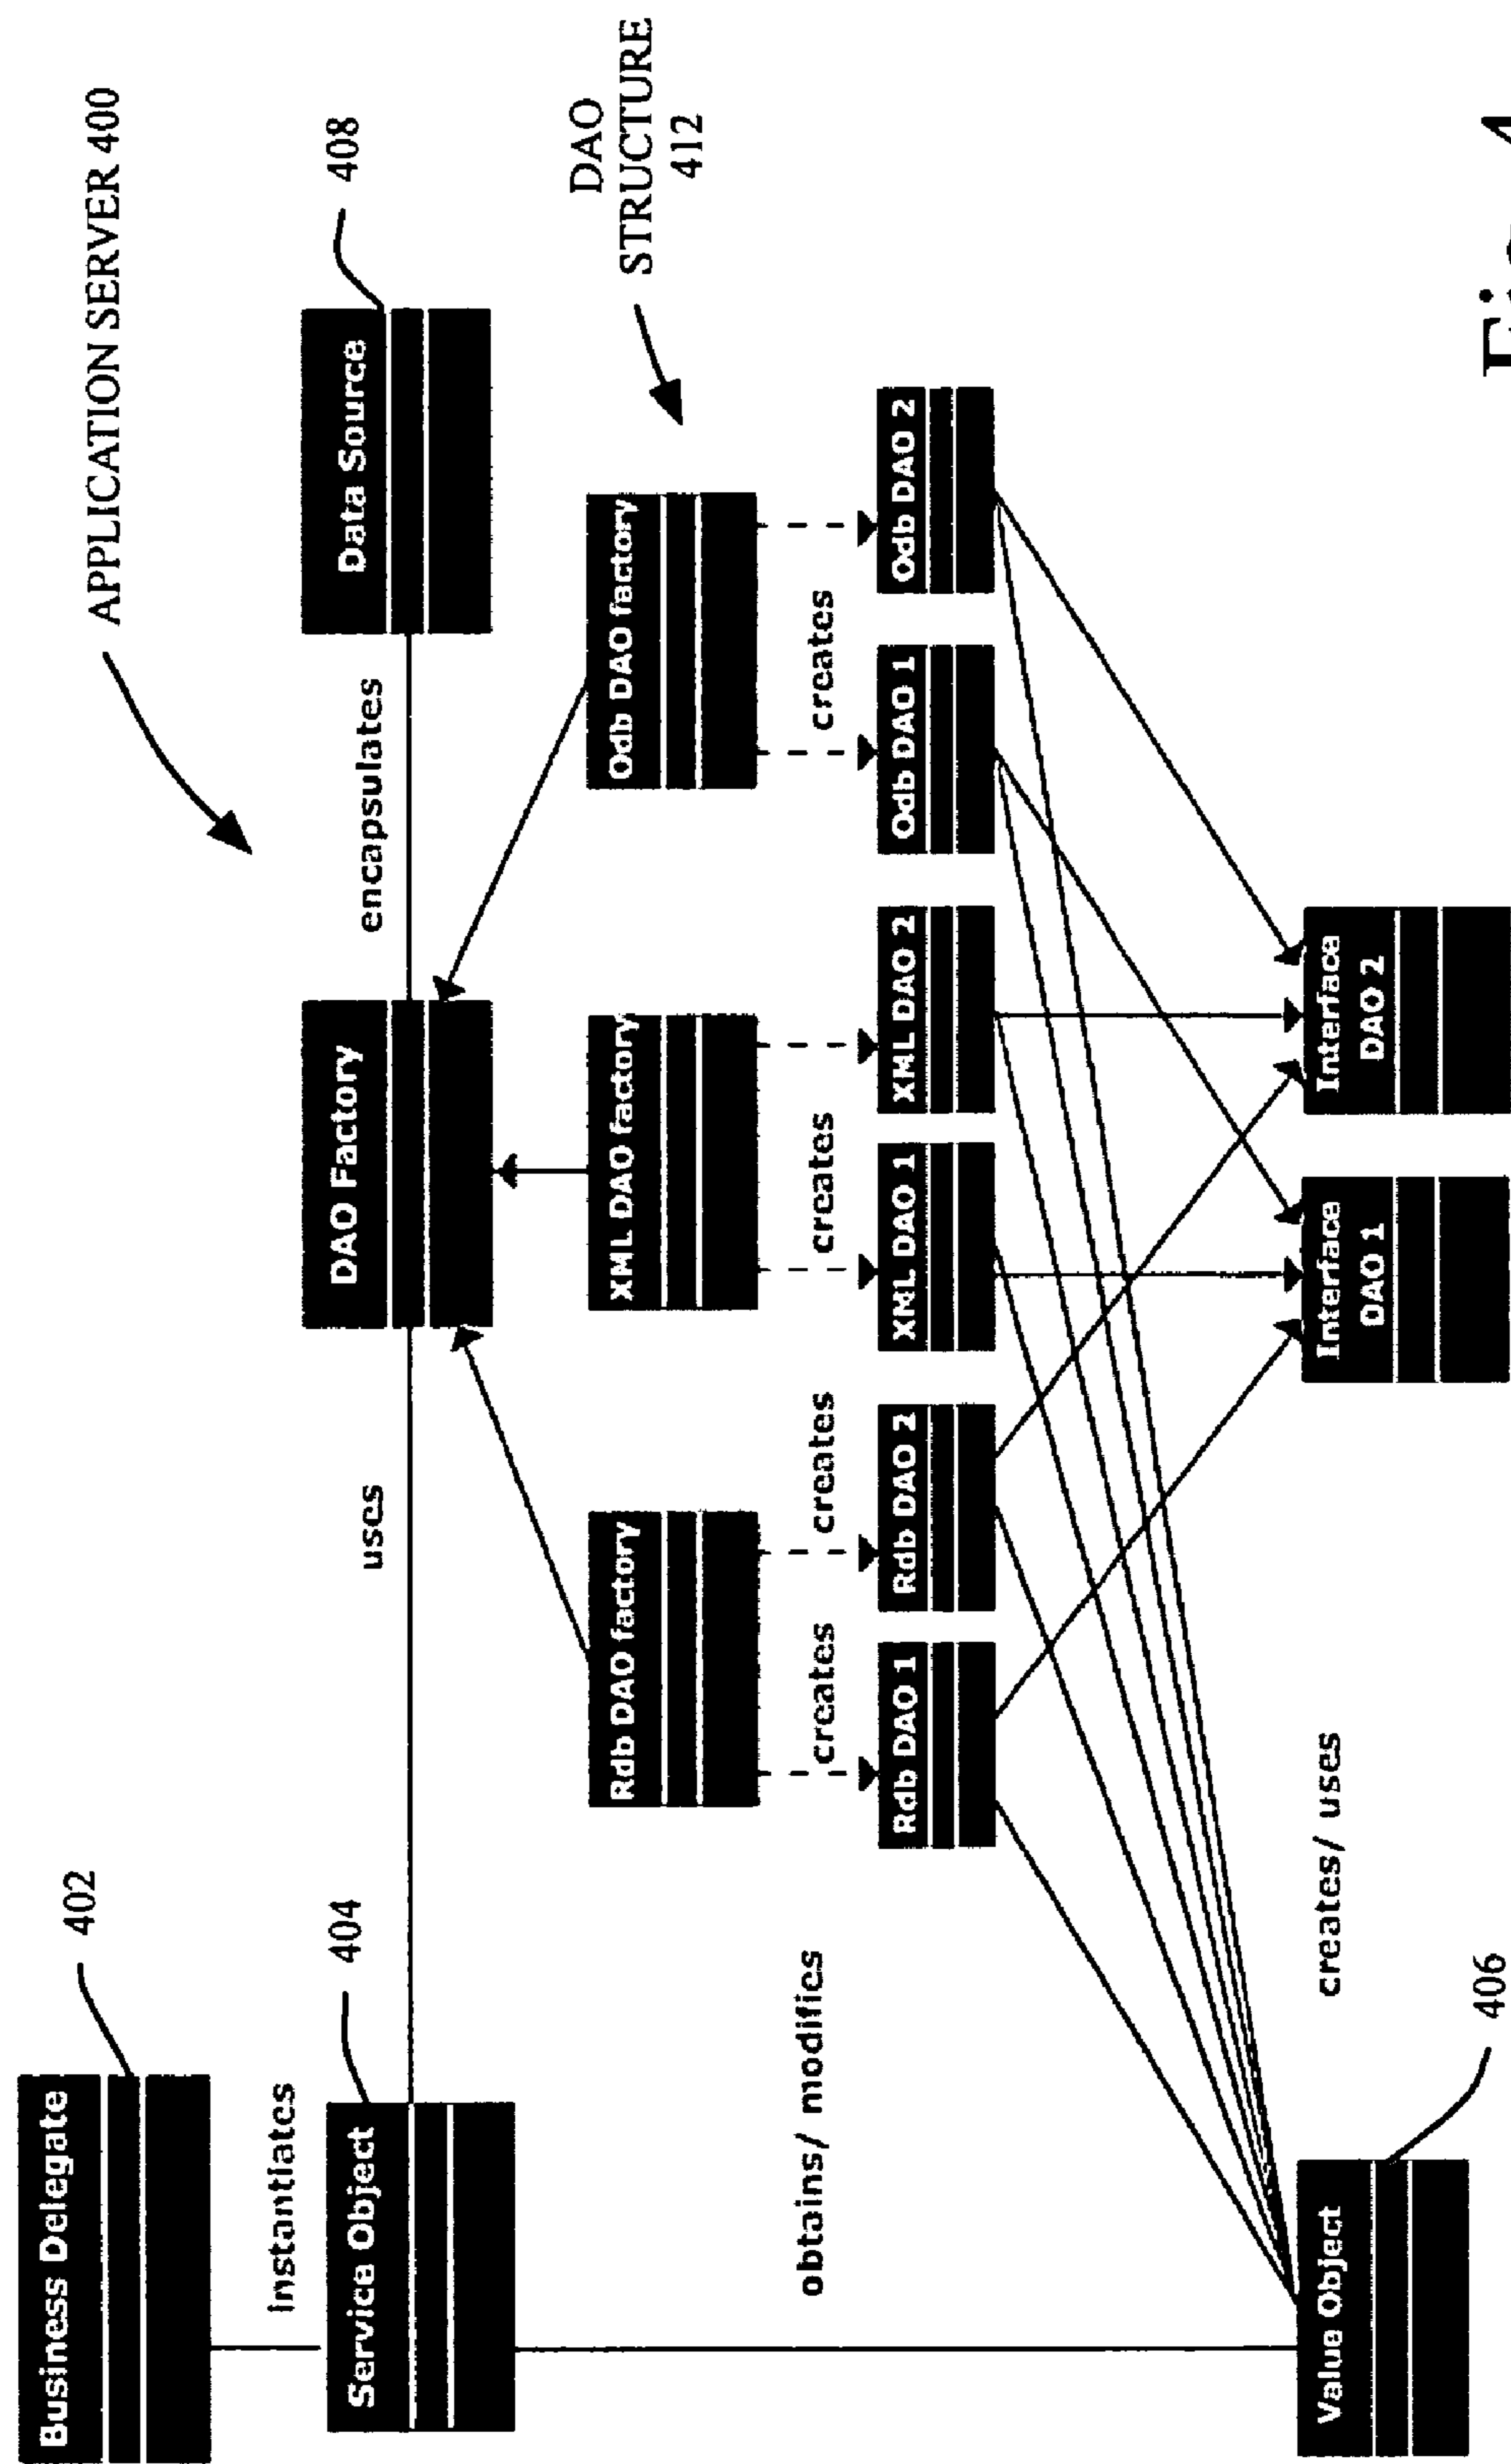 APPLICATION SERVER 400
Business Delegate
402
instantiates
Service Object
404
uses
DAO Factory
encapsulates
Data Source
408
DAO
STRUCTURE
412
Rdb DAO factory
XML DAO factory
Odb DAO factory
creates
creates
creates
creates
Rdb DAO 1
Rdb DAO 2
XML DAO 1
XML DAO 2
Odb DAO 1
Odb DAO 2
obtains/ modifies
creates/ uses
Value Object
406
Interface
DAO 1
Interface
DAO 2